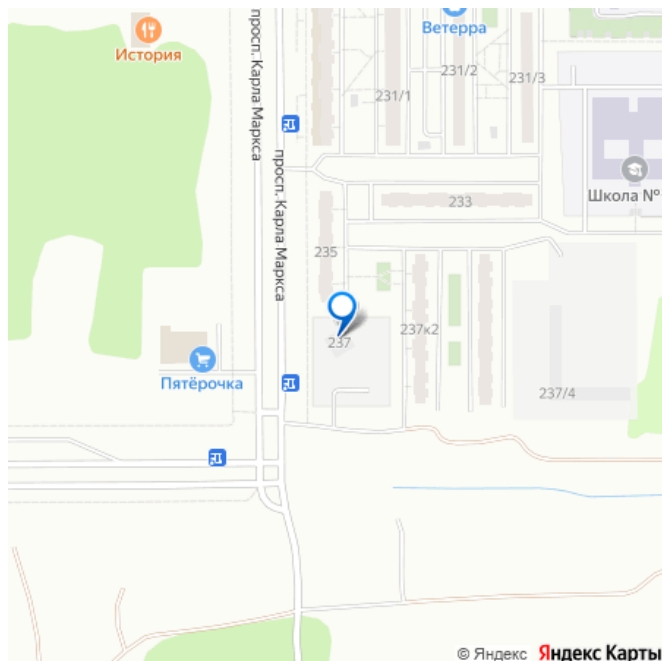 История
Ветерра
231/1
231/2
231/3
просп. Карла Маркса
просп. Карла Маркса
Школа №
233
235
237
237к2
Пятёрочка
237/4
© Яндекс Яндекс Карты